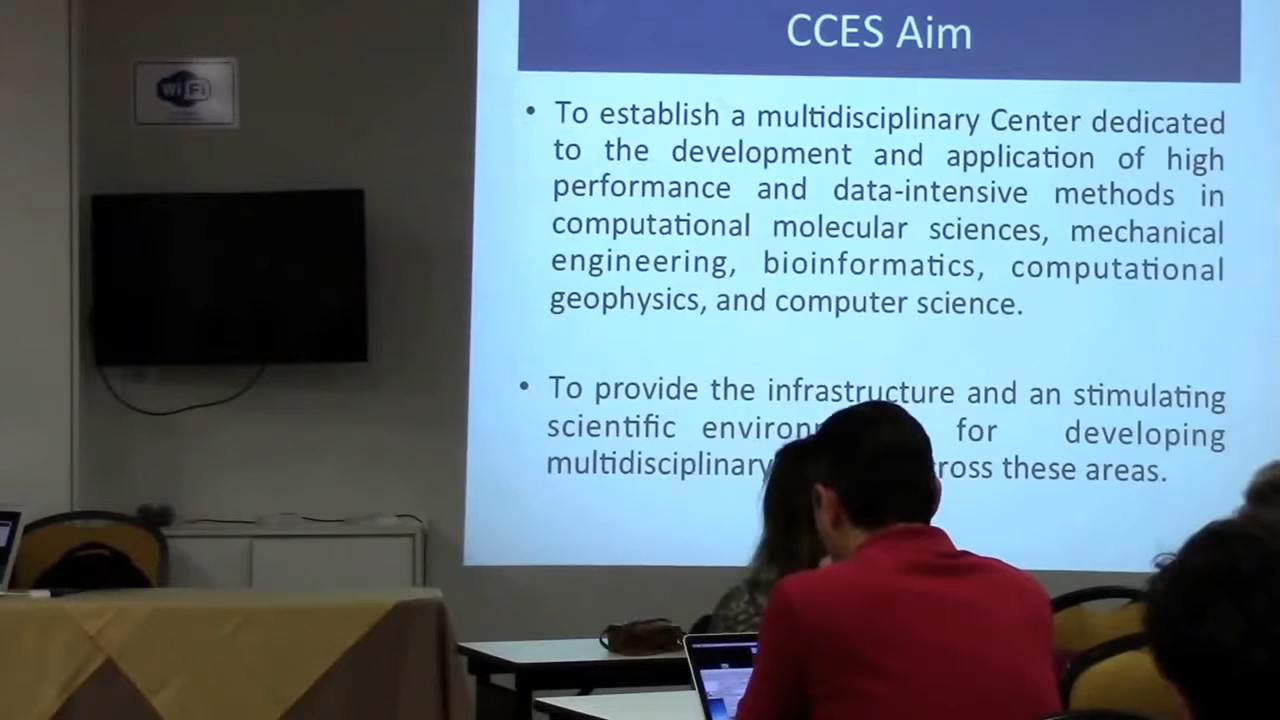 CCES Aim
WiFi
• To establish a multidisciplinary Center dedicated
to the development and application of high
performance and data-intensive methods in
computational molecular sciences, mechanical
engineering, bioinformatics, computational
geophysics, and computer science.
• To provide the infrastructure and an stimulating
scientific for developing
multidisciplinary these areas.